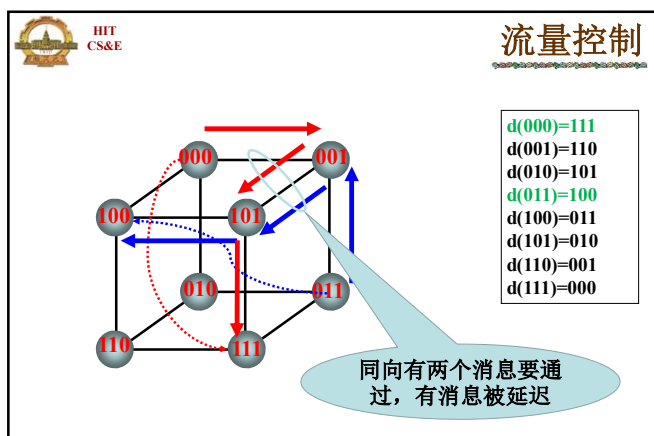 HIT
CS&E
流量控制
000
001
100
101
010
011
110
111
d(000)=111
d(001)=110
d(010)=101
d(011)=100
d(100)=011
d(101)=010
d(110)=001
d(111)=000
同向有两个消息要通
过，有消息被延迟